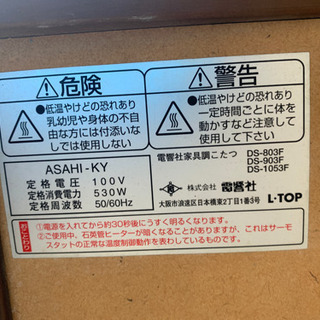 ⚠危険
●低温やけどの恐れあり
乳幼児や身体の不自
由な方には付添いな
しでは使用しない
⚠警告
●低温やけどの恐れあり
一定時間ごとに体を
動かすなど注意して
使用して下さい
ASAHI-KY
定格電圧 100V
定格消費電力 530W
定格周波数 50/60Hz
電響社家具調こたつ
DS-803F
DS-903F
DS-1053F
株式会社 電響社
大阪市浪速区日本橋東2丁目1番3号
L-TOP
おことわり
①電源を入れてから約30秒後にうすく明るくなります。
②ご使用中、石英管ヒーターが暗くなりますが、これはサーモ
スタットの正常な温度制御動作を表わしていますので